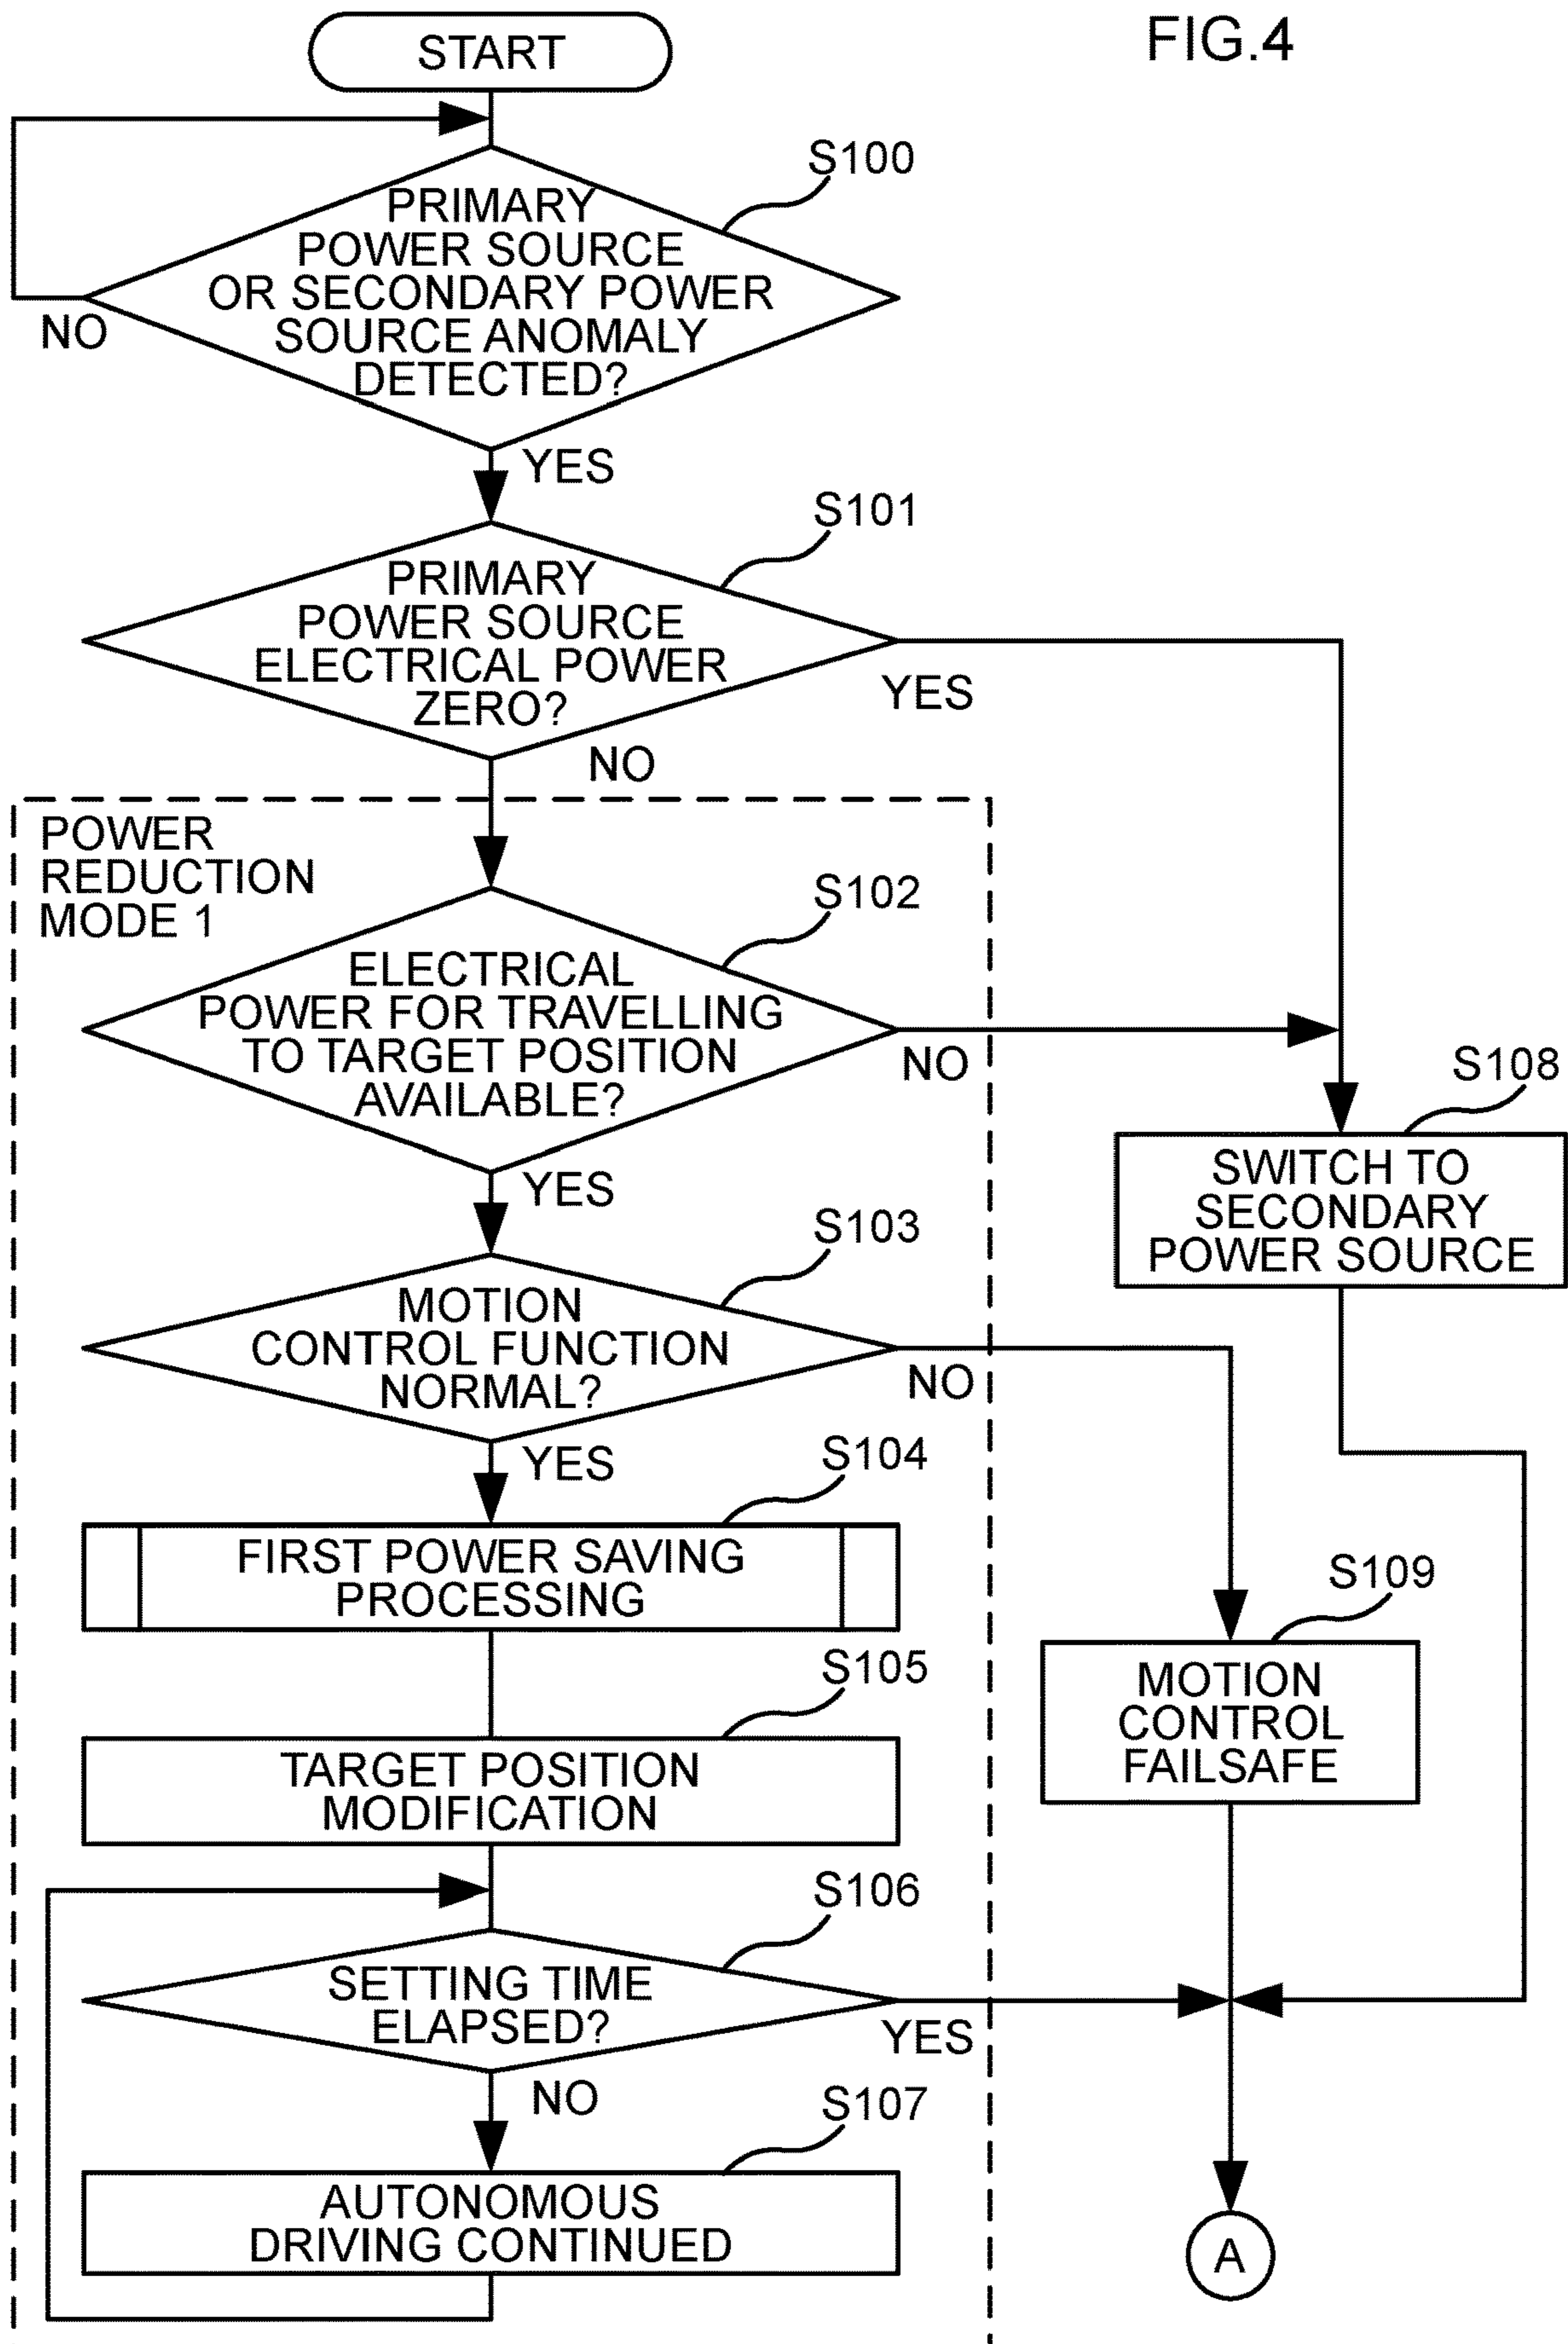 FIG.4
START
S100
PRIMARY
POWER SOURCE
OR SECONDARY POWER
SOURCE ANOMALY
DETECTED?
NO
YES
S101
PRIMARY
POWER SOURCE
ELECTRICAL POWER
ZERO?
YES
NO
POWER
REDUCTION
MODE 1
S102
ELECTRICAL
POWER FOR TRAVELLING
TO TARGET POSITION
AVAILABLE?
NO
YES
S108
SWITCH TO
SECONDARY
POWER SOURCE
S103
MOTION
CONTROL FUNCTION
NORMAL?
NO
YES
S104
FIRST POWER SAVING
PROCESSING
S109
MOTION
CONTROL
FAILSAFE
S105
TARGET POSITION
MODIFICATION
S106
SETTING TIME
ELAPSED?
YES
NO
S107
AUTONOMOUS
DRIVING CONTINUED
A